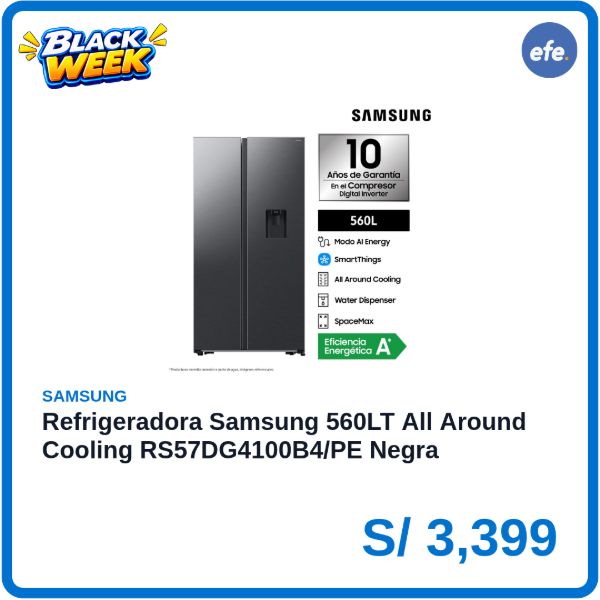 BLACK
WEEK
efe.
SAMSUNG
10
Años de Garantía
En el Compresor
Digital Inverter
560L
Modo AI Energy
SmartThings
All Around Cooling
Water Dispenser
SpaceMax
Eficiencia
Energética A+
SAMSUNG
Refrigeradora Samsung 560LT All Around
Cooling RS57DG4100B4/PE Negra
S/ 3,399